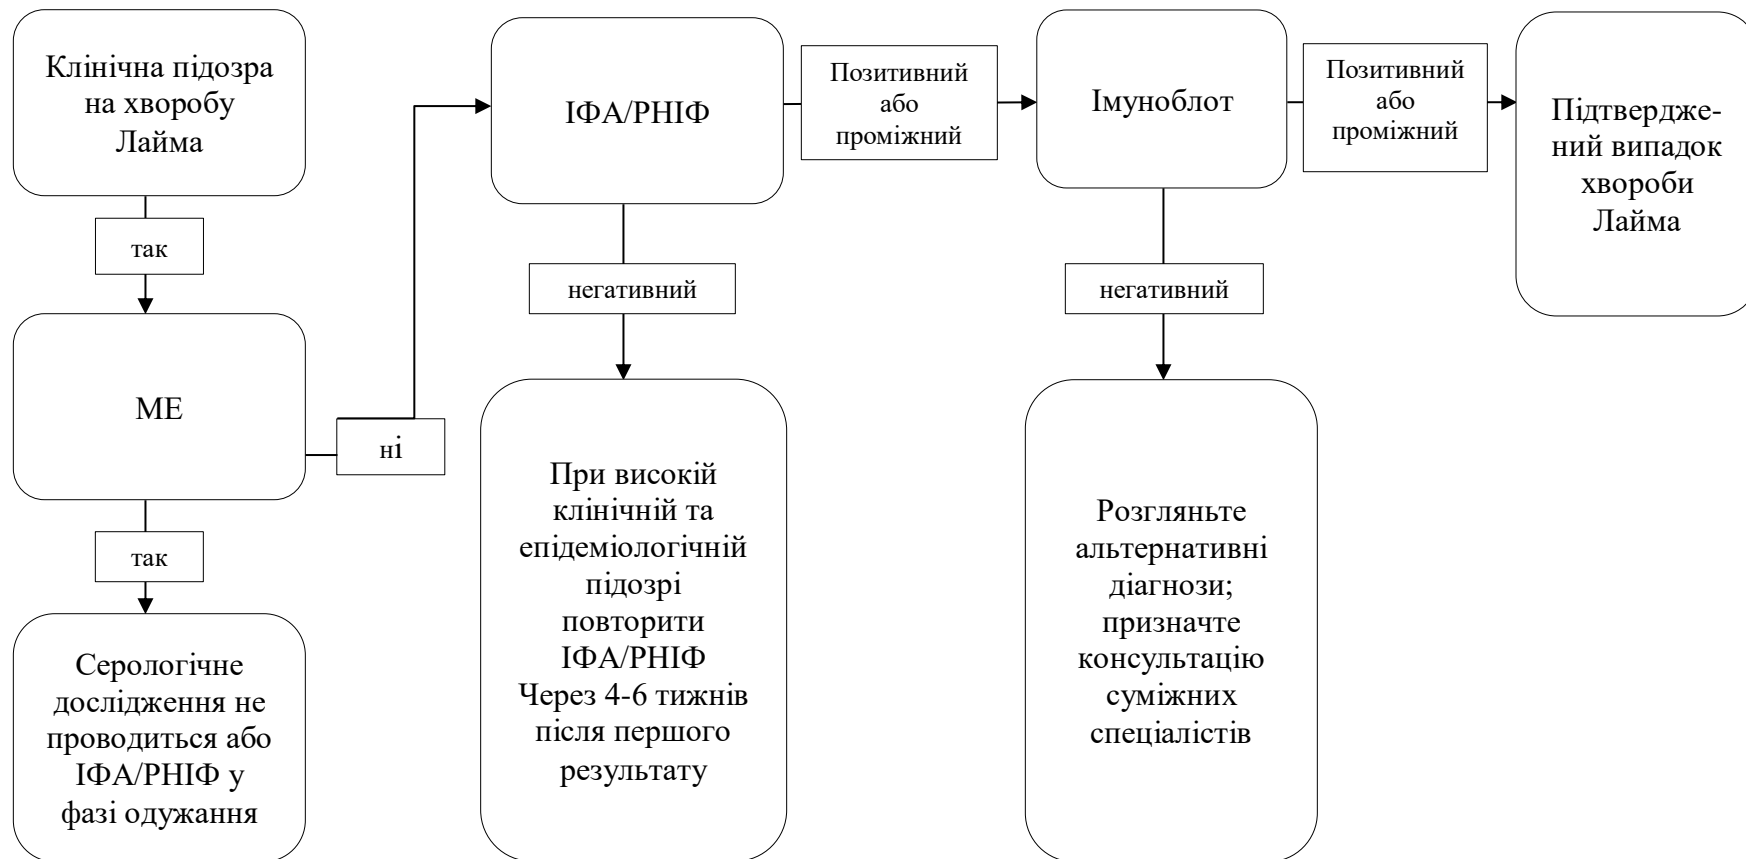 Клінічна підозра
на хворобу
Лайма
так
МЕ
ні
так
Серологічне
дослідження не
проводиться або
ІФА/РНІФ у
фазі одужання
ІФА/РНІФ
Позитивний
або
проміжний
негативний
При високій
клінічній та
епідеміологічній
підозрі
повторити
ІФА/РНІФ
Через 4-6 тижнів
після першого
результату
Імуноблот
Позитивний
або
проміжний
негативний
Розгляньте
альтернативні
діагнози;
призначте
консультацію
суміжних
спеціалістів
Підтвердже-
ний випадок
хвороби
Лайма